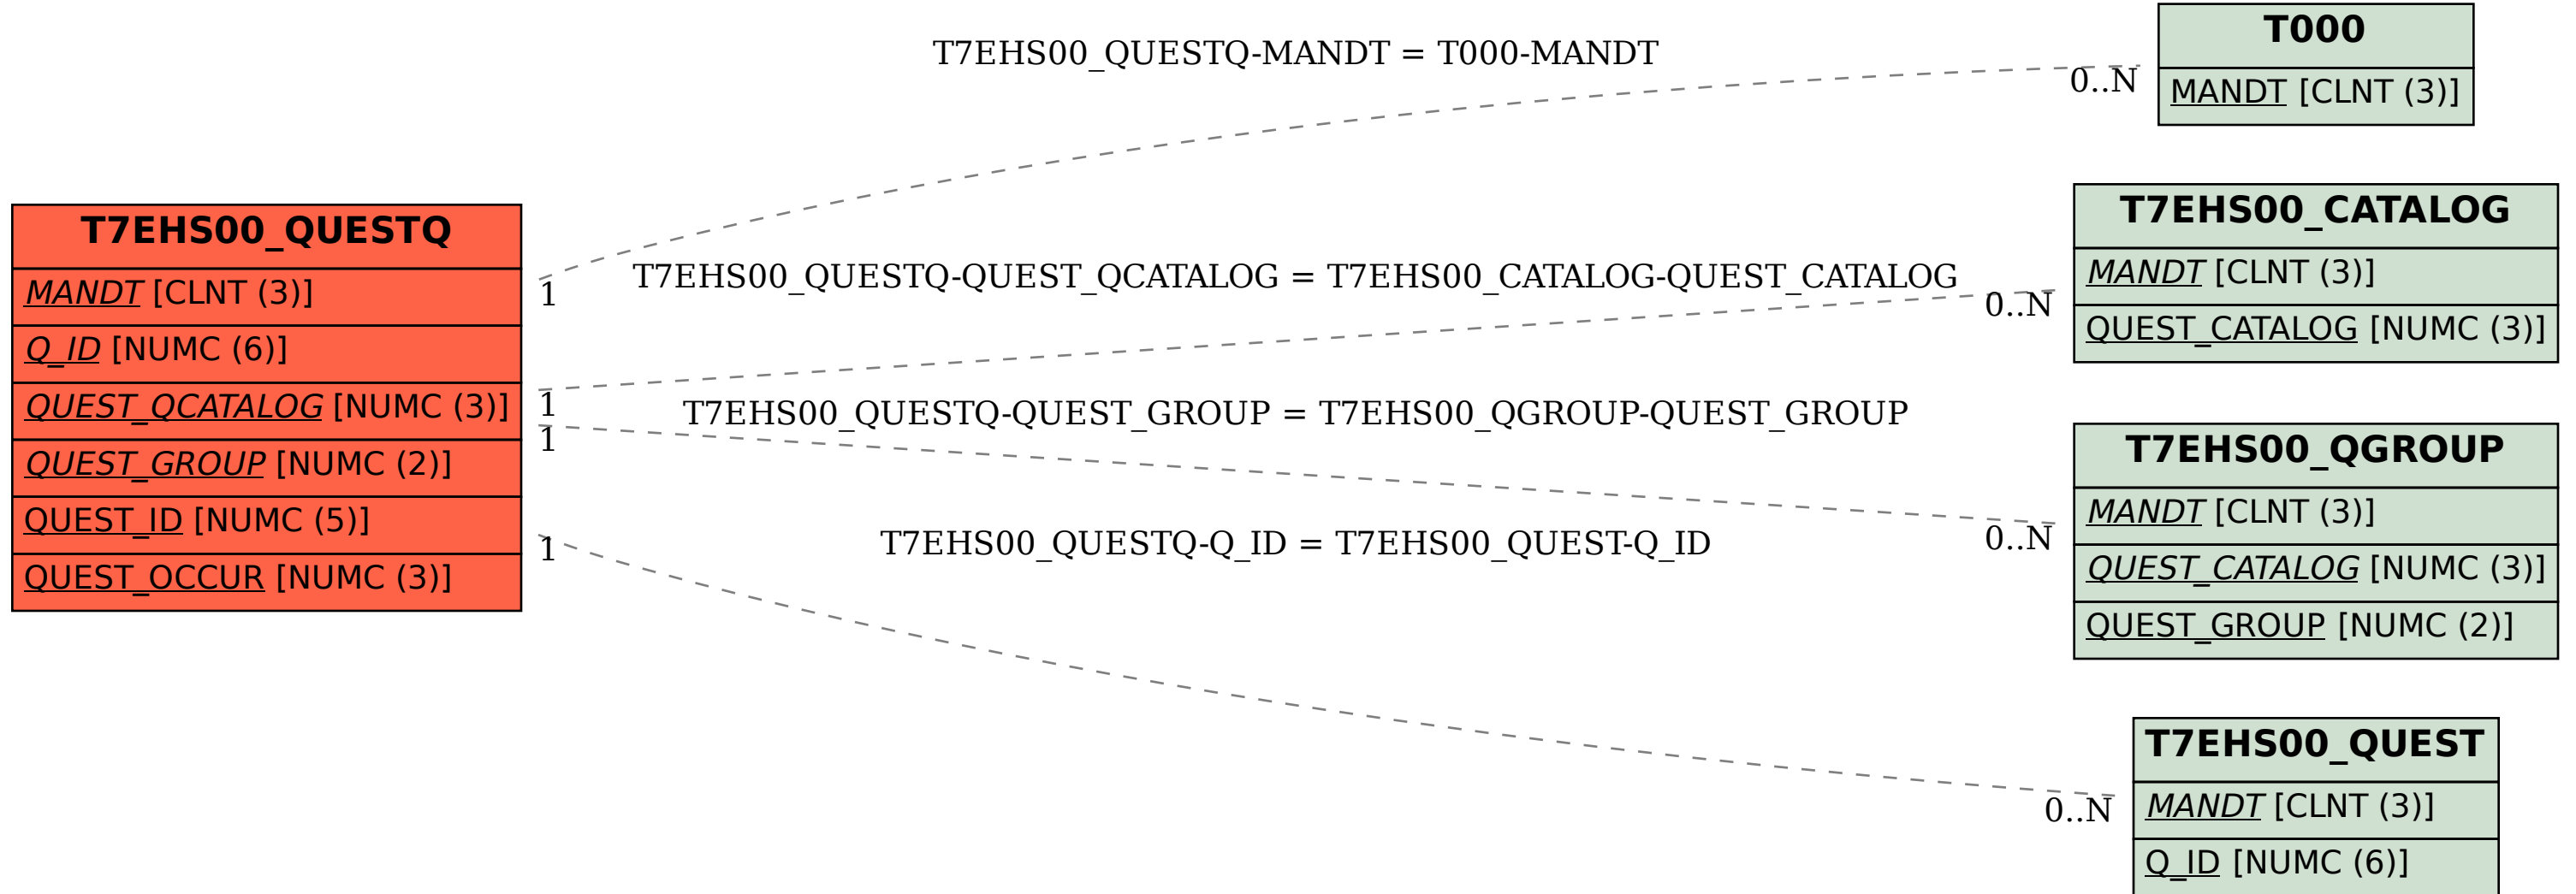 T7EHS00_QUESTQ
MANDT [CLNT (3)]
Q_ID [NUMC (6)]
QUEST_QCATALOG [NUMC (3)]
QUEST_GROUP [NUMC (2)]
QUEST_ID [NUMC (5)]
QUEST_OCCUR [NUMC (3)]
T7EHS00_QUESTQ-MANDT = T000-MANDT
1
0..N
T7EHS00_QUESTQ-QUEST_QCATALOG = T7EHS00_CATALOG-QUEST_CATALOG
1
0..N
T7EHS00_QUESTQ-QUEST_GROUP = T7EHS00_QGROUP-QUEST_GROUP
1
0..N
T7EHS00_QUESTQ-Q_ID = T7EHS00_QUEST-Q_ID
1
0..N
T000
MANDT [CLNT (3)]
T7EHS00_CATALOG
MANDT [CLNT (3)]
QUEST_CATALOG [NUMC (3)]
T7EHS00_QGROUP
MANDT [CLNT (3)]
QUEST_CATALOG [NUMC (3)]
QUEST_GROUP [NUMC (2)]
T7EHS00_QUEST
MANDT [CLNT (3)]
Q_ID [NUMC (6)]